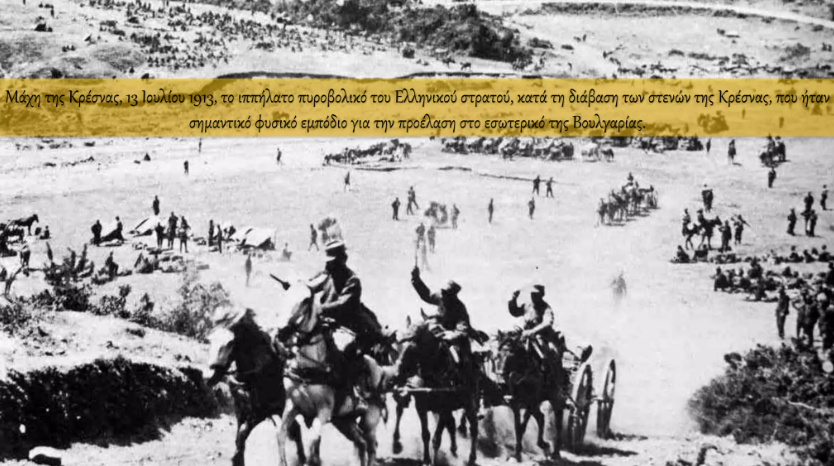 Μάχη της Κρέσνας, 13 Ιουλίου 1913, το ιππήλατο πυροβολικό του Ελληνικού στρατού, κατά τη διάβαση των στενών της Κρέσνας, που ήταν
σημαντικό φυσικό εμπόδιο για την προέλαση στο εσωτερικό της Βουλγαρίας.